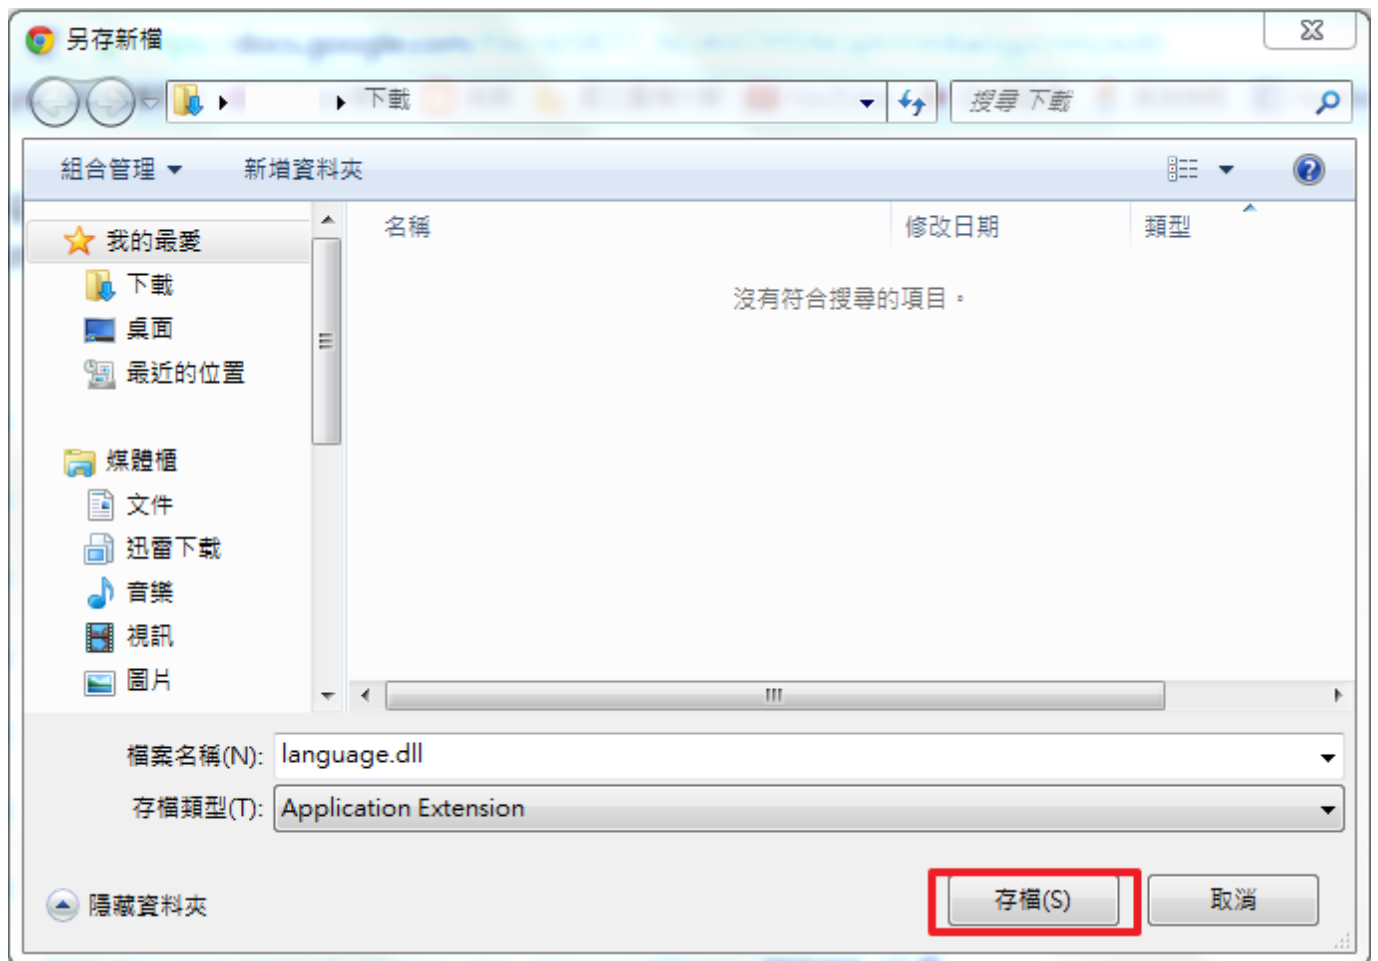 另存新檔
下載
搜尋 下載
組合管理
新增資料夾
我的最愛
名稱
修改日期
類型
下載
沒有符合搜尋的項目。
桌面
最近的位置
媒體櫃
文件
迅雷下載
音樂
視訊
圖片
檔案名稱(N): language.dll
存檔類型(T): Application Extension
隱藏資料夾
存檔(S)
取消